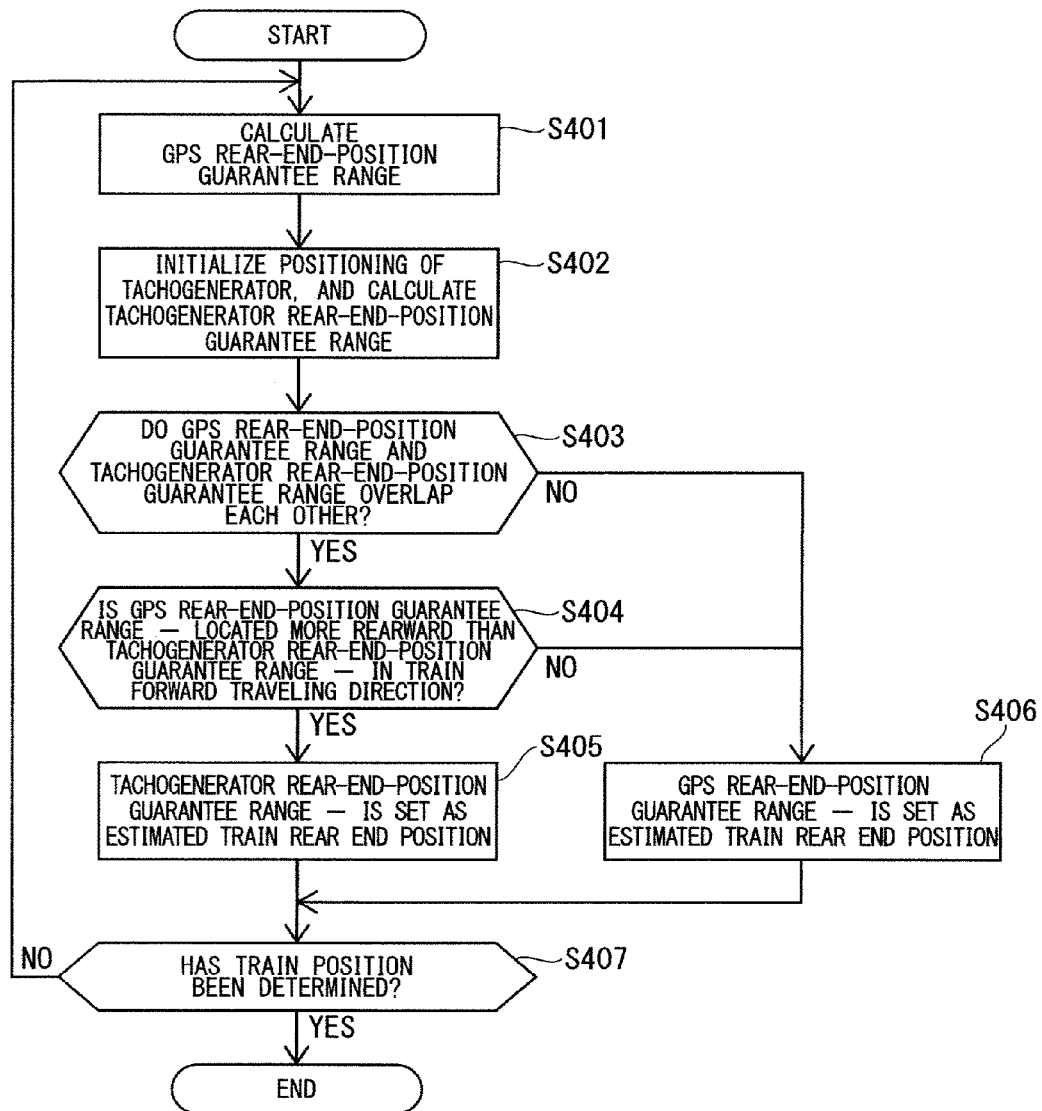 START
CALCULATE
GPS REAR-END-POSITION
GUARANTEE RANGE
S401
INITIALIZE POSITIONING OF
TACHOGENERATOR, AND CALCULATE
TACHOGENERATOR REAR-END-POSITION
GUARANTEE RANGE
S402
DO GPS REAR-END-POSITION
GUARANTEE RANGE AND
TACHOGENERATOR REAR-END-POSITION
GUARANTEE RANGE OVERLAP
EACH OTHER?
S403
NO
YES
IS GPS REAR-END-POSITION GUARANTEE
RANGE — LOCATED MORE REARWARD THAN
TACHOGENERATOR REAR-END-POSITION
GUARANTEE RANGE — IN TRAIN
FORWARD TRAVELING DIRECTION?
S404
NO
YES
TACHOGENERATOR REAR-END-POSITION
GUARANTEE RANGE — IS SET AS
ESTIMATED TRAIN REAR END POSITION
S405
GPS REAR-END-POSITION
GUARANTEE RANGE — IS SET AS
ESTIMATED TRAIN REAR END POSITION
S406
HAS TRAIN POSITION
BEEN DETERMINED?
S407
NO
YES
END